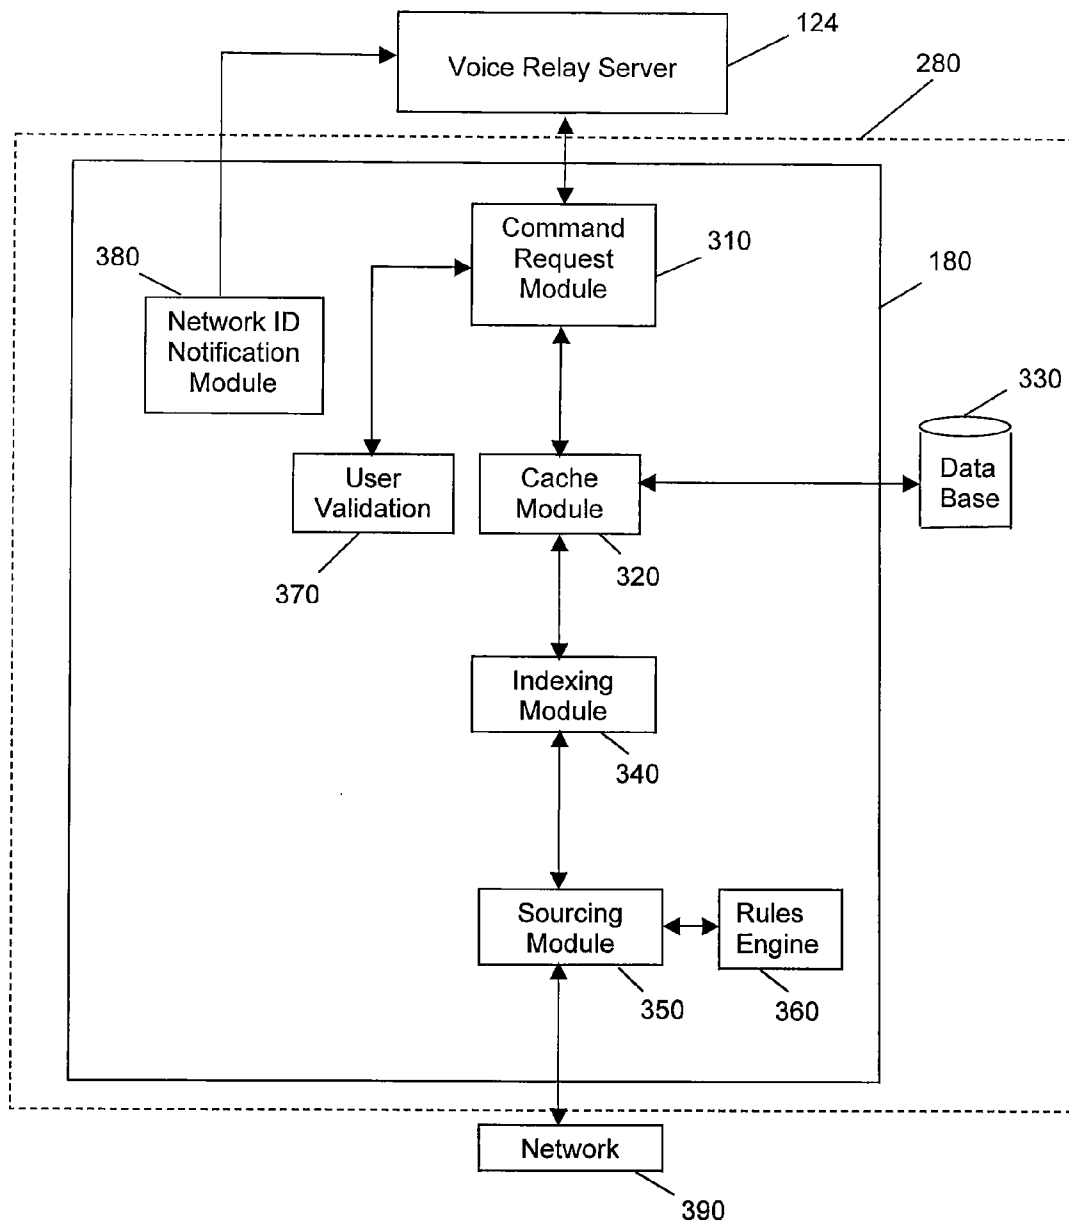 124
Voice Relay Server
280
Command
Request
Module
310
380
180
Network ID
Notification
Module
330
User
Validation
Cache
Module
Data
Base
370
320
Indexing
Module
340
Sourcing
Module
Rules
Engine
350
360
Network
390